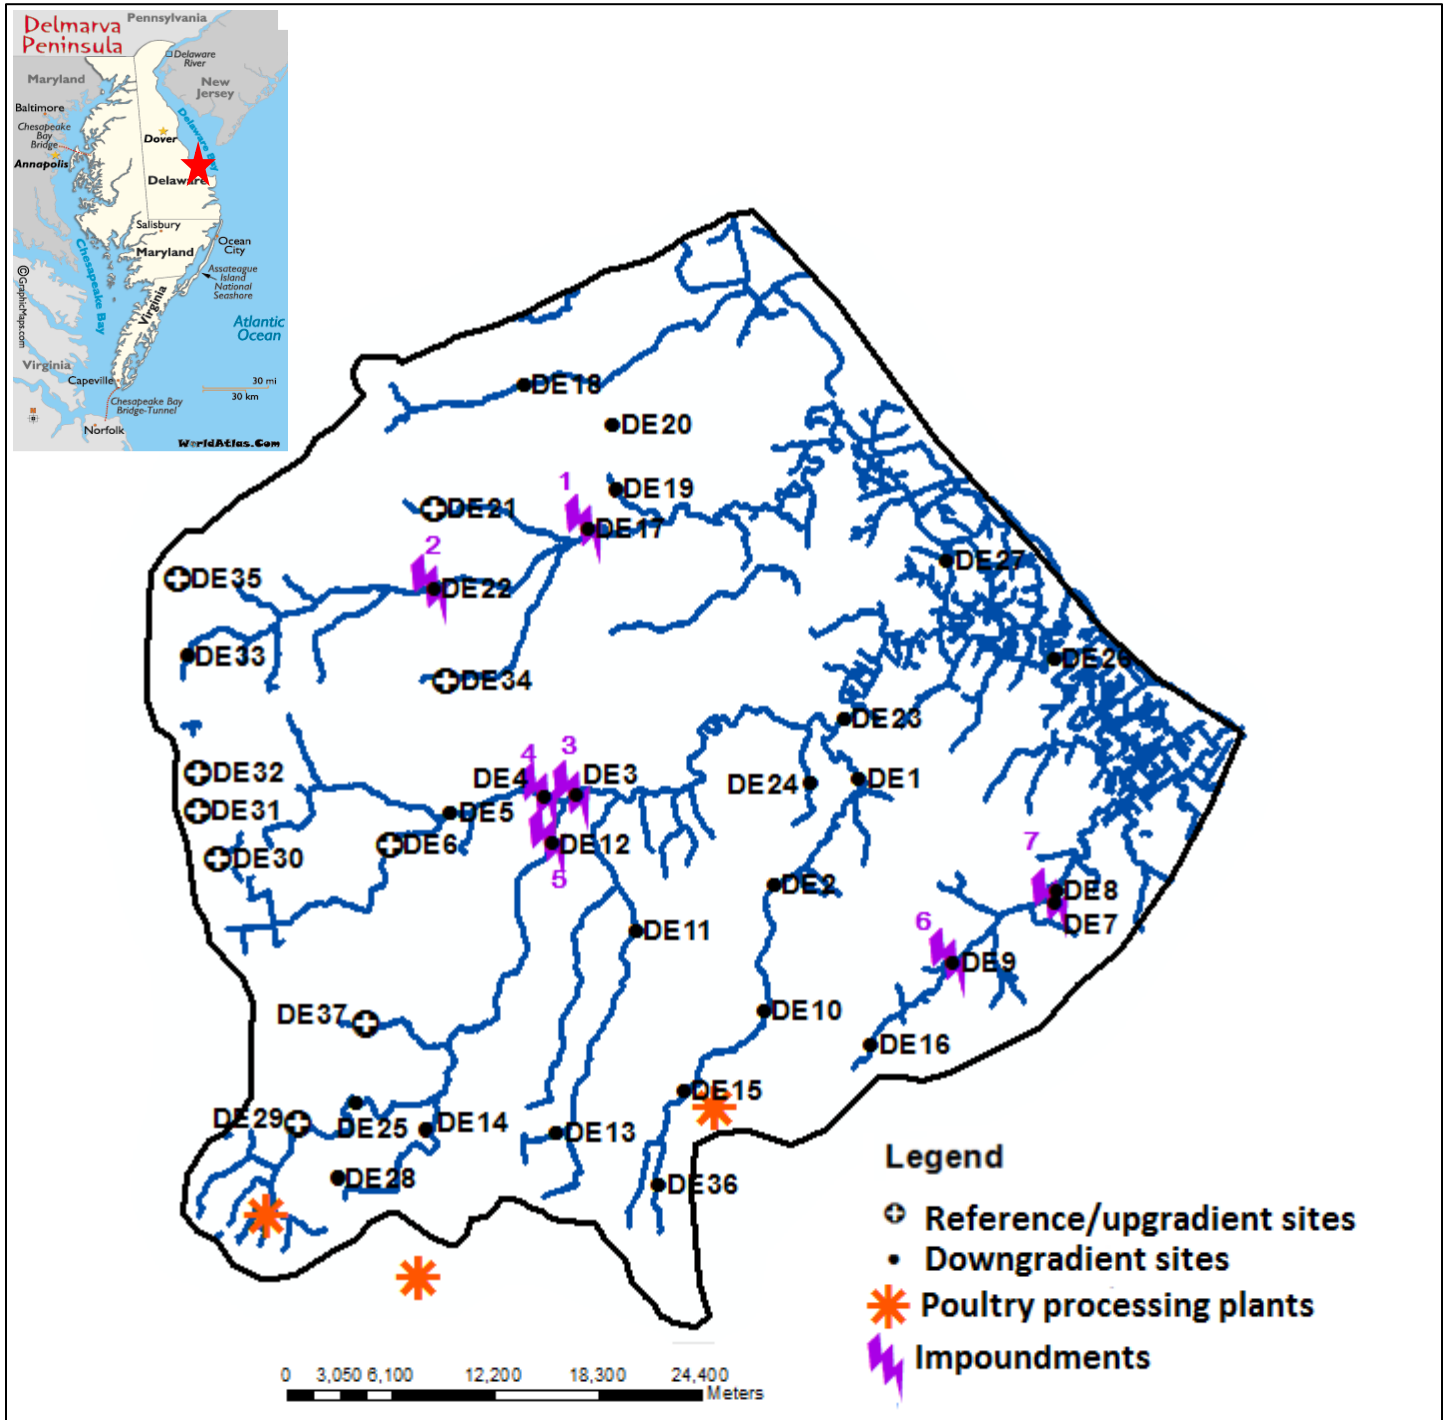 Delmarva
Peninsula
Pennsylvania
Delaware
River
Maryland
New
Jersey
Baltimore
Chesapeake
Bay
Bridge
Delaware Bay
Dover
Annapolis
Delaware
Salisbury
Ocean
City
Maryland
Assateague
Island
National
Seashore
Chesapeake Bay
Virginia
©GraphicMaps.com
Atlantic
Ocean
Virginia
Capeville
30 mi
30 km
Chesapeake Bay
Bridge-Tunnel
Norfolk
WorldAtlas.Com
DE18
DE20
1
DE19
DE21
DE17
2
DE27
DE35
DE22
DE33
DE26
DE34
DE23
4
3
DE32
DE4
DE3
DE24
DE1
DE31
DE5
DE6
DE12
DE30
7
5
DE2
DE8
6
DE7
DE11
DE9
DE37
DE10
DE16
DE15
DE29
DE25
DE14
DE13
DE28
DE36
Legend
Reference/upgradient sites
Downgradient sites
Poultry processing plants
Impoundments
0 3,050 6,100 12,200 18,300 24,400
Meters